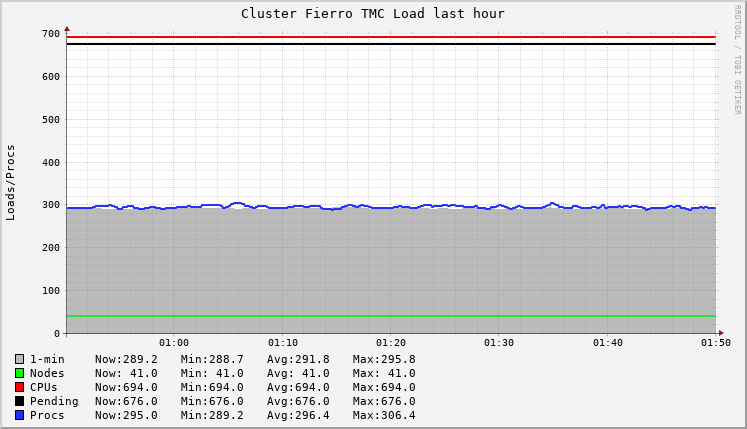 Cluster Fierro TMC Load last hour
RRDTOOL / TOBI OETIKER
Loads/Procs
700
600
500
400
300
200
100
0
01:00 01:10 01:20 01:30 01:40 01:50
1-min Now:289.2 Min:288.7 Avg:291.8 Max:295.8
Nodes Now: 41.0 Min: 41.0 Avg: 41.0 Max: 41.0
CPUs Now:694.0 Min:694.0 Avg:694.0 Max:694.0
Pending Now:676.0 Min:676.0 Avg:676.0 Max:676.0
Procs Now:295.0 Min:289.2 Avg:296.4 Max:306.4